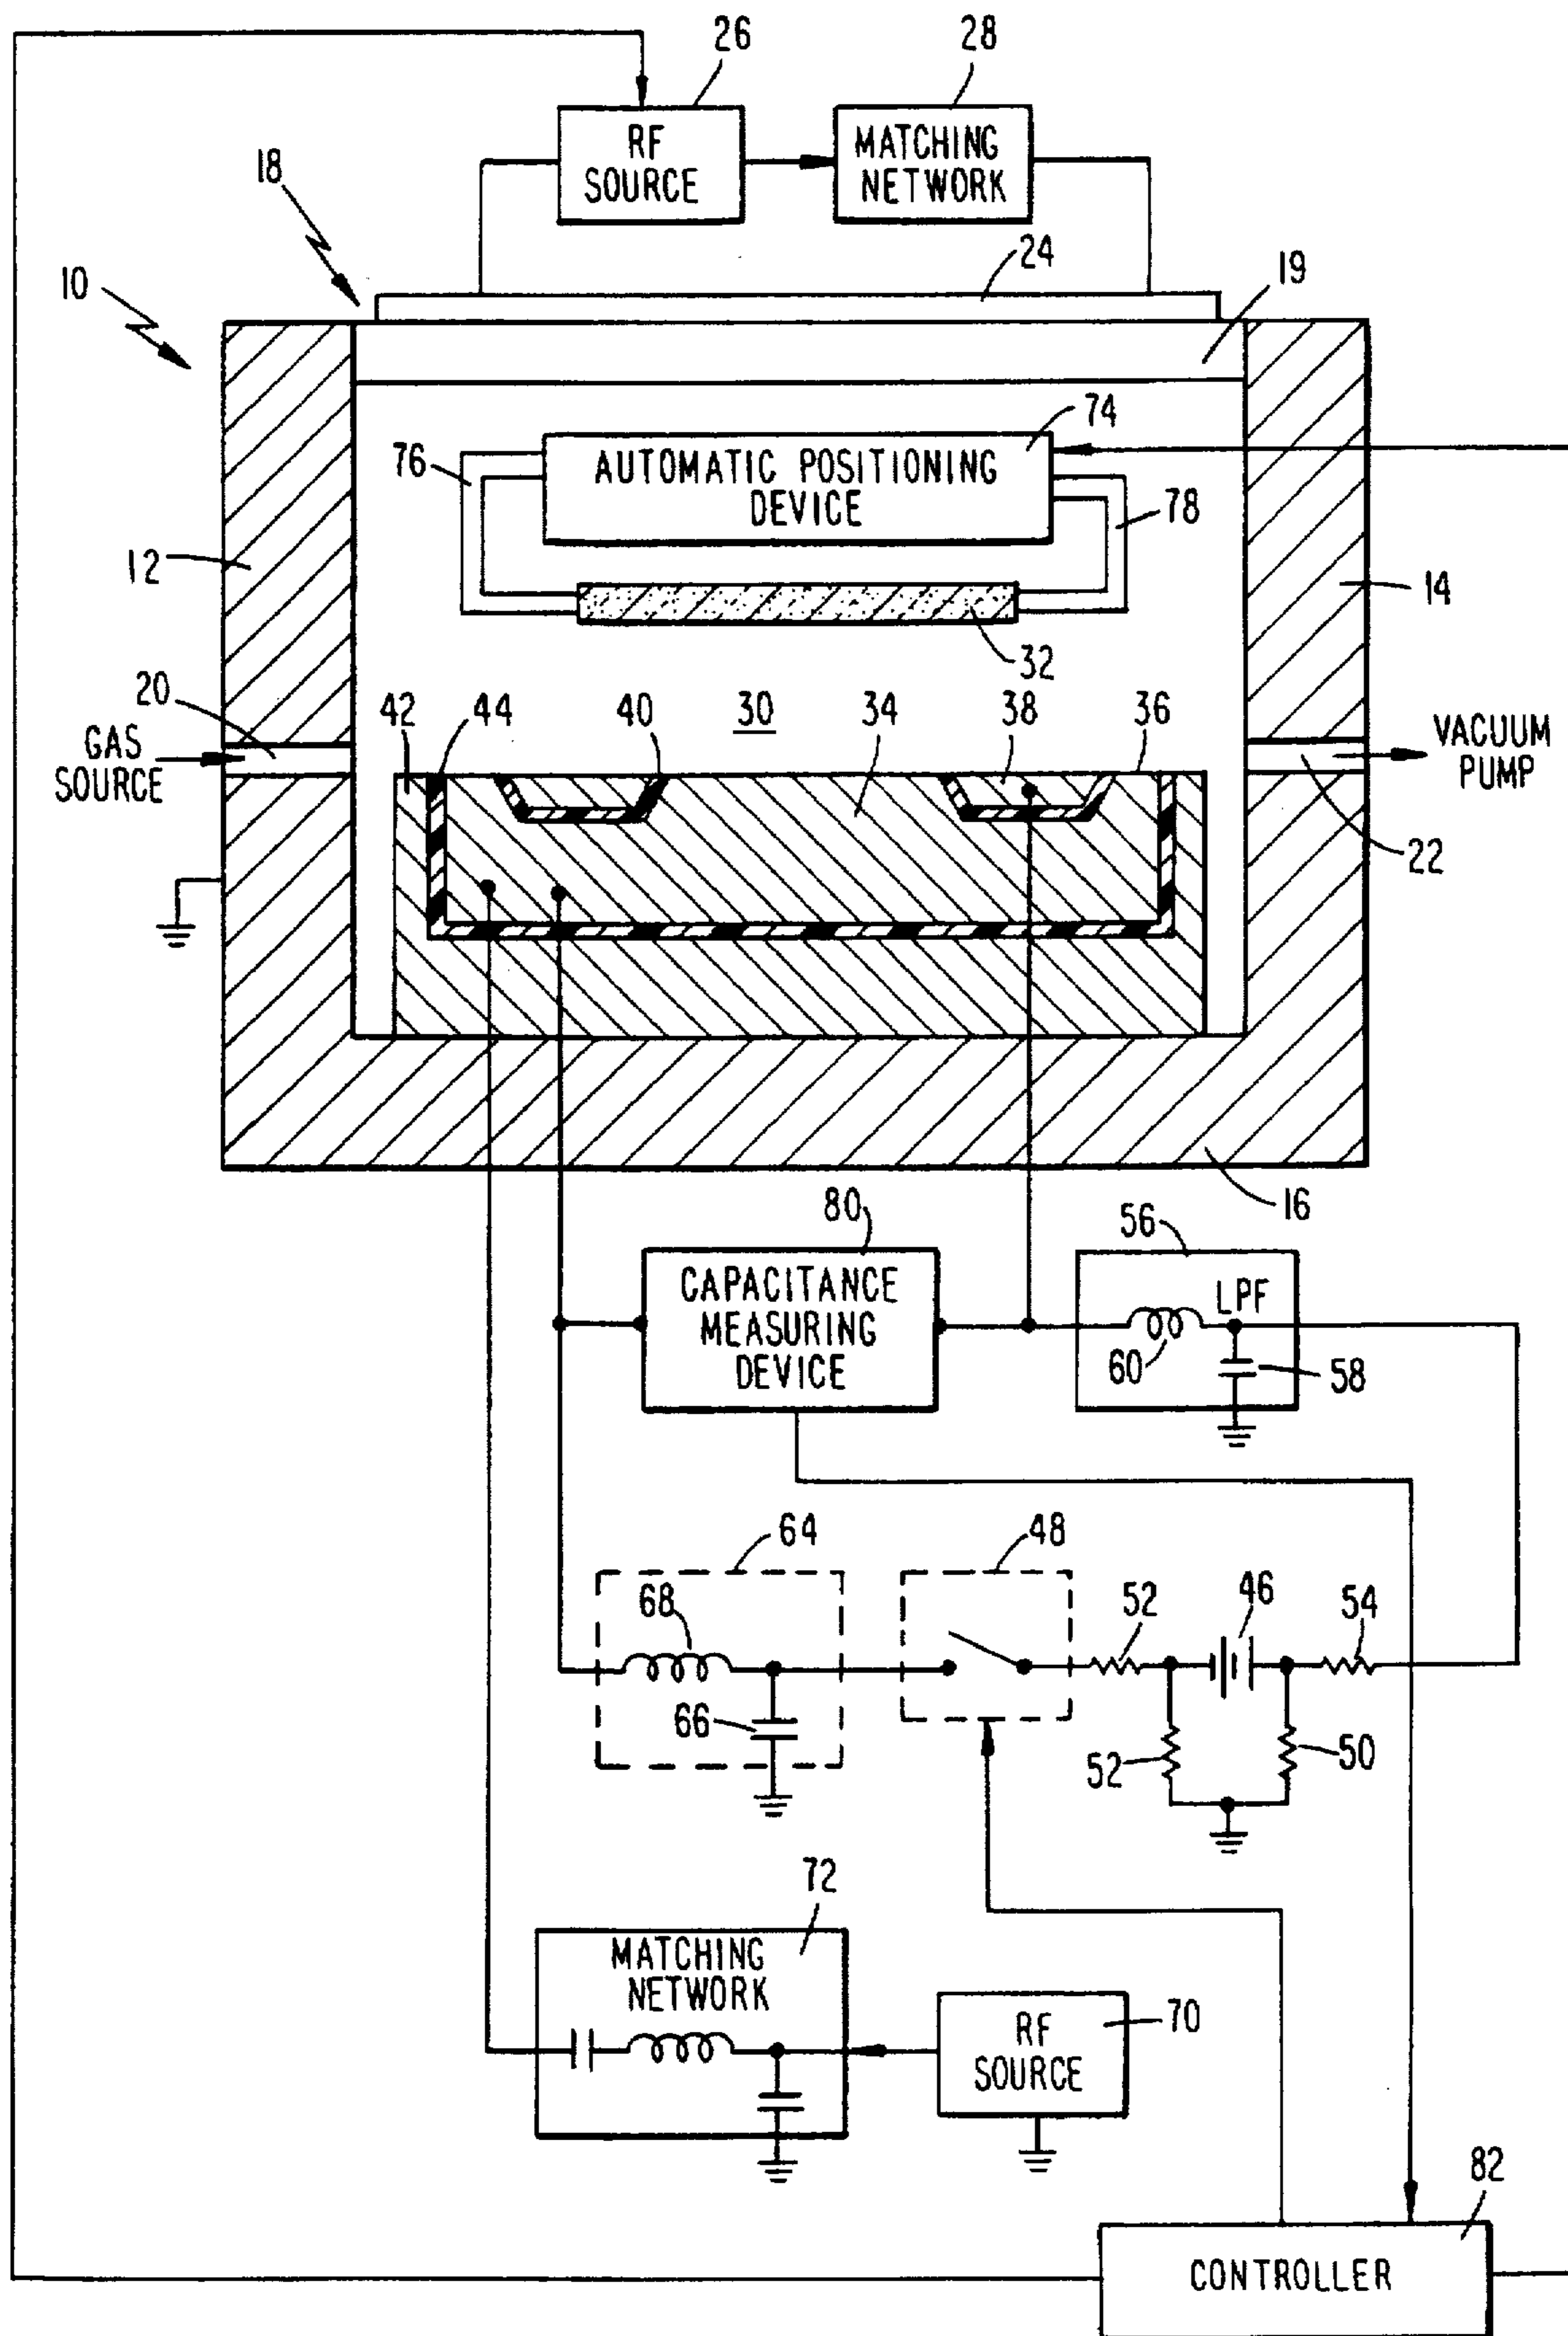 26
28
RF
SOURCE
MATCHING
NETWORK
18
24
19
10
74
76
AUTOMATIC POSITIONING
DEVICE
78
12
14
32
20
42
44
40
30
34
38
36
GAS
SOURCE
VACUUM
PUMP
22
16
80
56
CAPACITANCE
MEASURING
DEVICE
LPF
60
58
64
48
68
52
46
54
66
52
50
72
MATCHING
NETWORK
70
RF
SOURCE
82
CONTROLLER